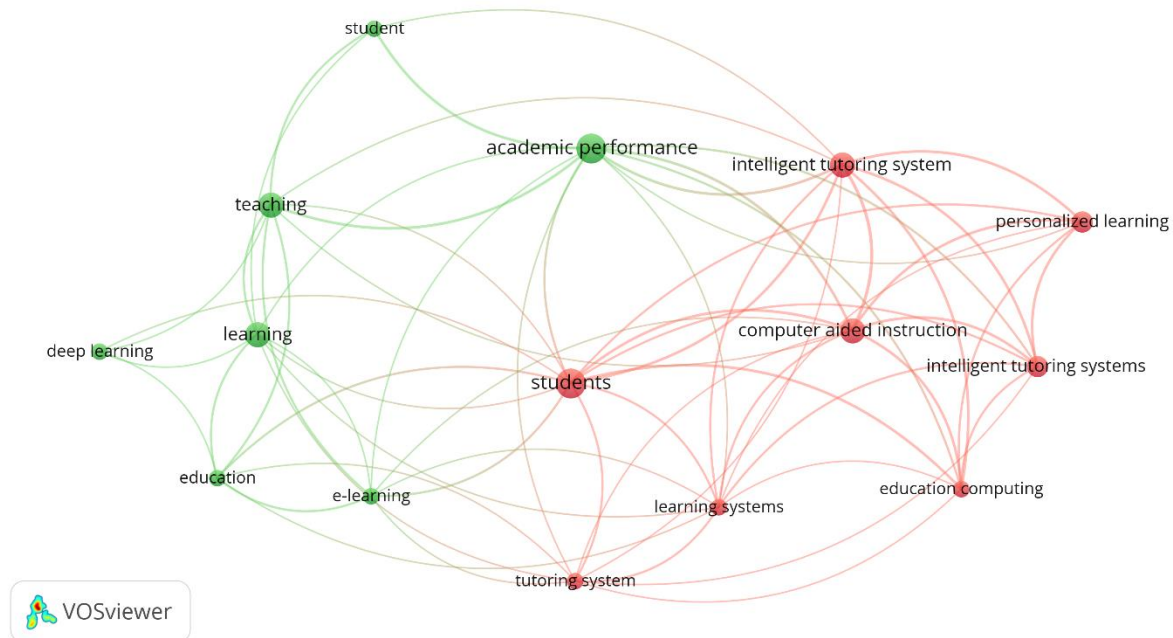 student
academic performance
intelligent tutoring system
teaching
personalized learning
learning
computer aided instruction
deep learning
intelligent tutoring systems
students
education
e-learning
education computing
learning systems
tutoring system
VOSviewer